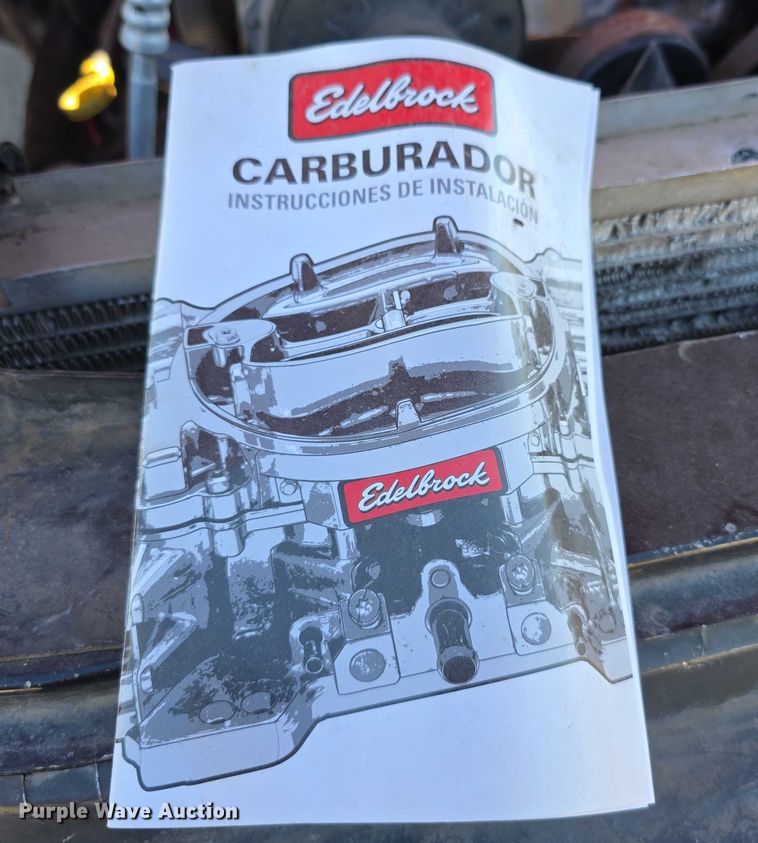 Edelbrock
CARBURADOR
INSTRUCCIONES DE INSTALACIÓN
Edelbrock
Purple Wave Auction